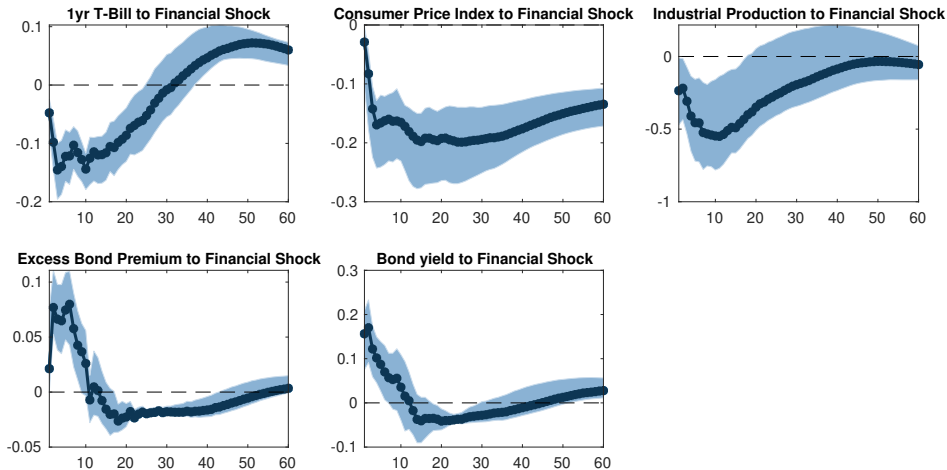 1yr T-Bill to Financial Shock
0.1
0
-0.1
-0.2
10 20 30 40 50 60
Consumer Price Index to Financial Shock
0
-0.1
-0.2
-0.3
10 20 30 40 50 60
Industrial Production to Financial Shock
0
-0.5
-1
10 20 30 40 50 60
Excess Bond Premium to Financial Shock
0.1
0.05
0
-0.05
10 20 30 40 50 60
Bond yield to Financial Shock
0.3
0.2
0.1
0
-0.1
10 20 30 40 50 60